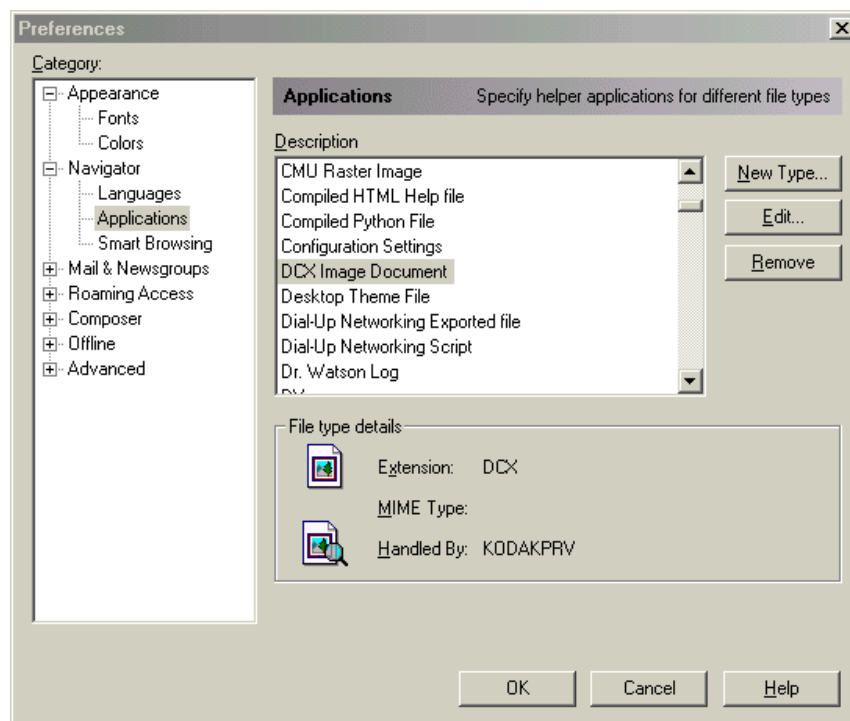 Preferences
Category:
Appearance
Fonts
Colors
Navigator
Languages
Applications
Smart Browsing
Mail & Newsgroups
Roaming Access
Composer
Offline
Advanced
Applications Specify helper applications for different file types
Description
CMU Raster Image
Compiled HTML Help file
Compiled Python File
Configuration Settings
DCX Image Document
Desktop Theme File
Dial-Up Networking Exported file
Dial-Up Networking Script
Dr. Watson Log
New Type...
Edit...
Remove
File type details
Extension: DCX
MIME Type:
Handled By: KODAKPRV
OK Cancel Help